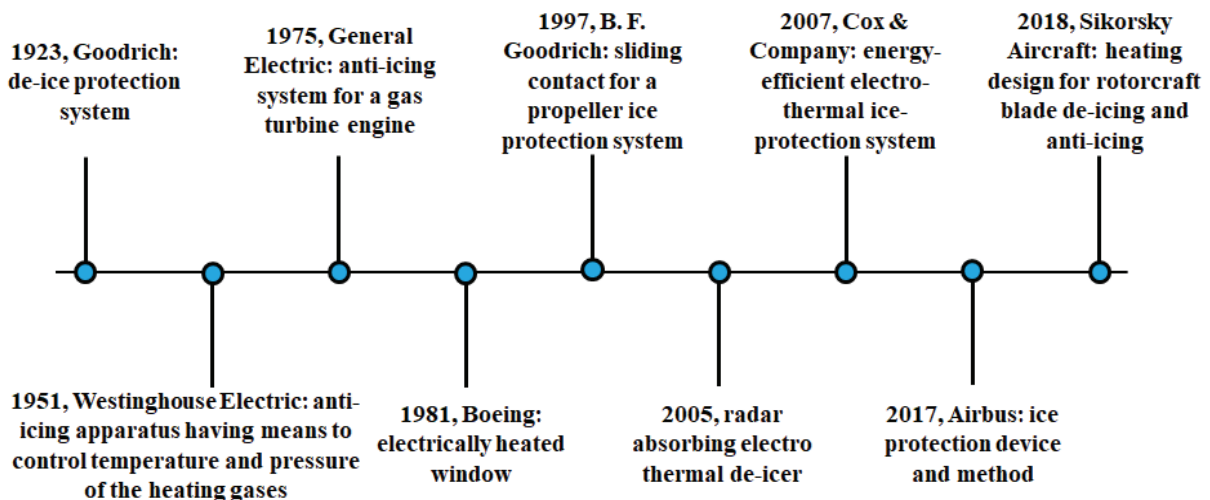 1923, Goodrich:
de-ice protection
system
1951, Westinghouse Electric: anti-
icing apparatus having means to
control temperature and pressure
of the heating gases
1975, General
Electric: anti-icing
system for a gas
turbine engine
1981, Boeing:
electrically heated
window
1997, B. F.
Goodrich: sliding
contact for a
propeller ice
protection system
2005, radar
absorbing electro
thermal de-icer
2007, Cox &
Company: energy-
efficient electro-
thermal ice-
protection system
2017, Airbus: ice
protection device
and method
2018, Sikorsky
Aircraft: heating
design for rotorcraft
blade de-icing and
anti-icing